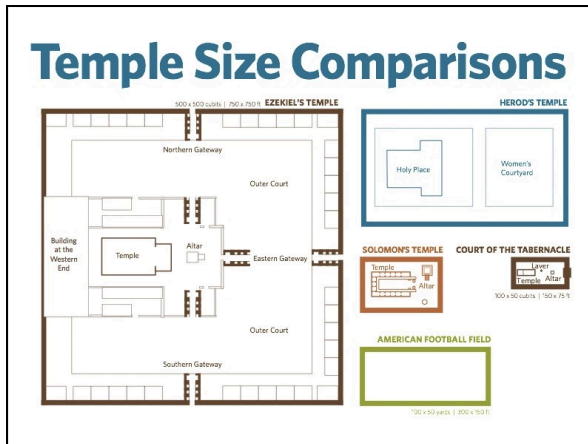 Temple Size Comparisons
500 x 500 cubits | 750 x 750 ft EZEKIEL'S TEMPLE
Northern Gateway
Outer Court
Building
at the
Western
End
Temple
Altar
Eastern Gateway
Outer Court
Southern Gateway
HEROD'S TEMPLE
Holy Place
Women's
Courtyard
SOLOMON'S TEMPLE
Temple
Altar
COURT OF THE TABERNACLE
Laver
Temple Altar
100 x 50 cubits | 150 x 75 ft
AMERICAN FOOTBALL FIELD
100 x 50 yards | 300 x 150 ft